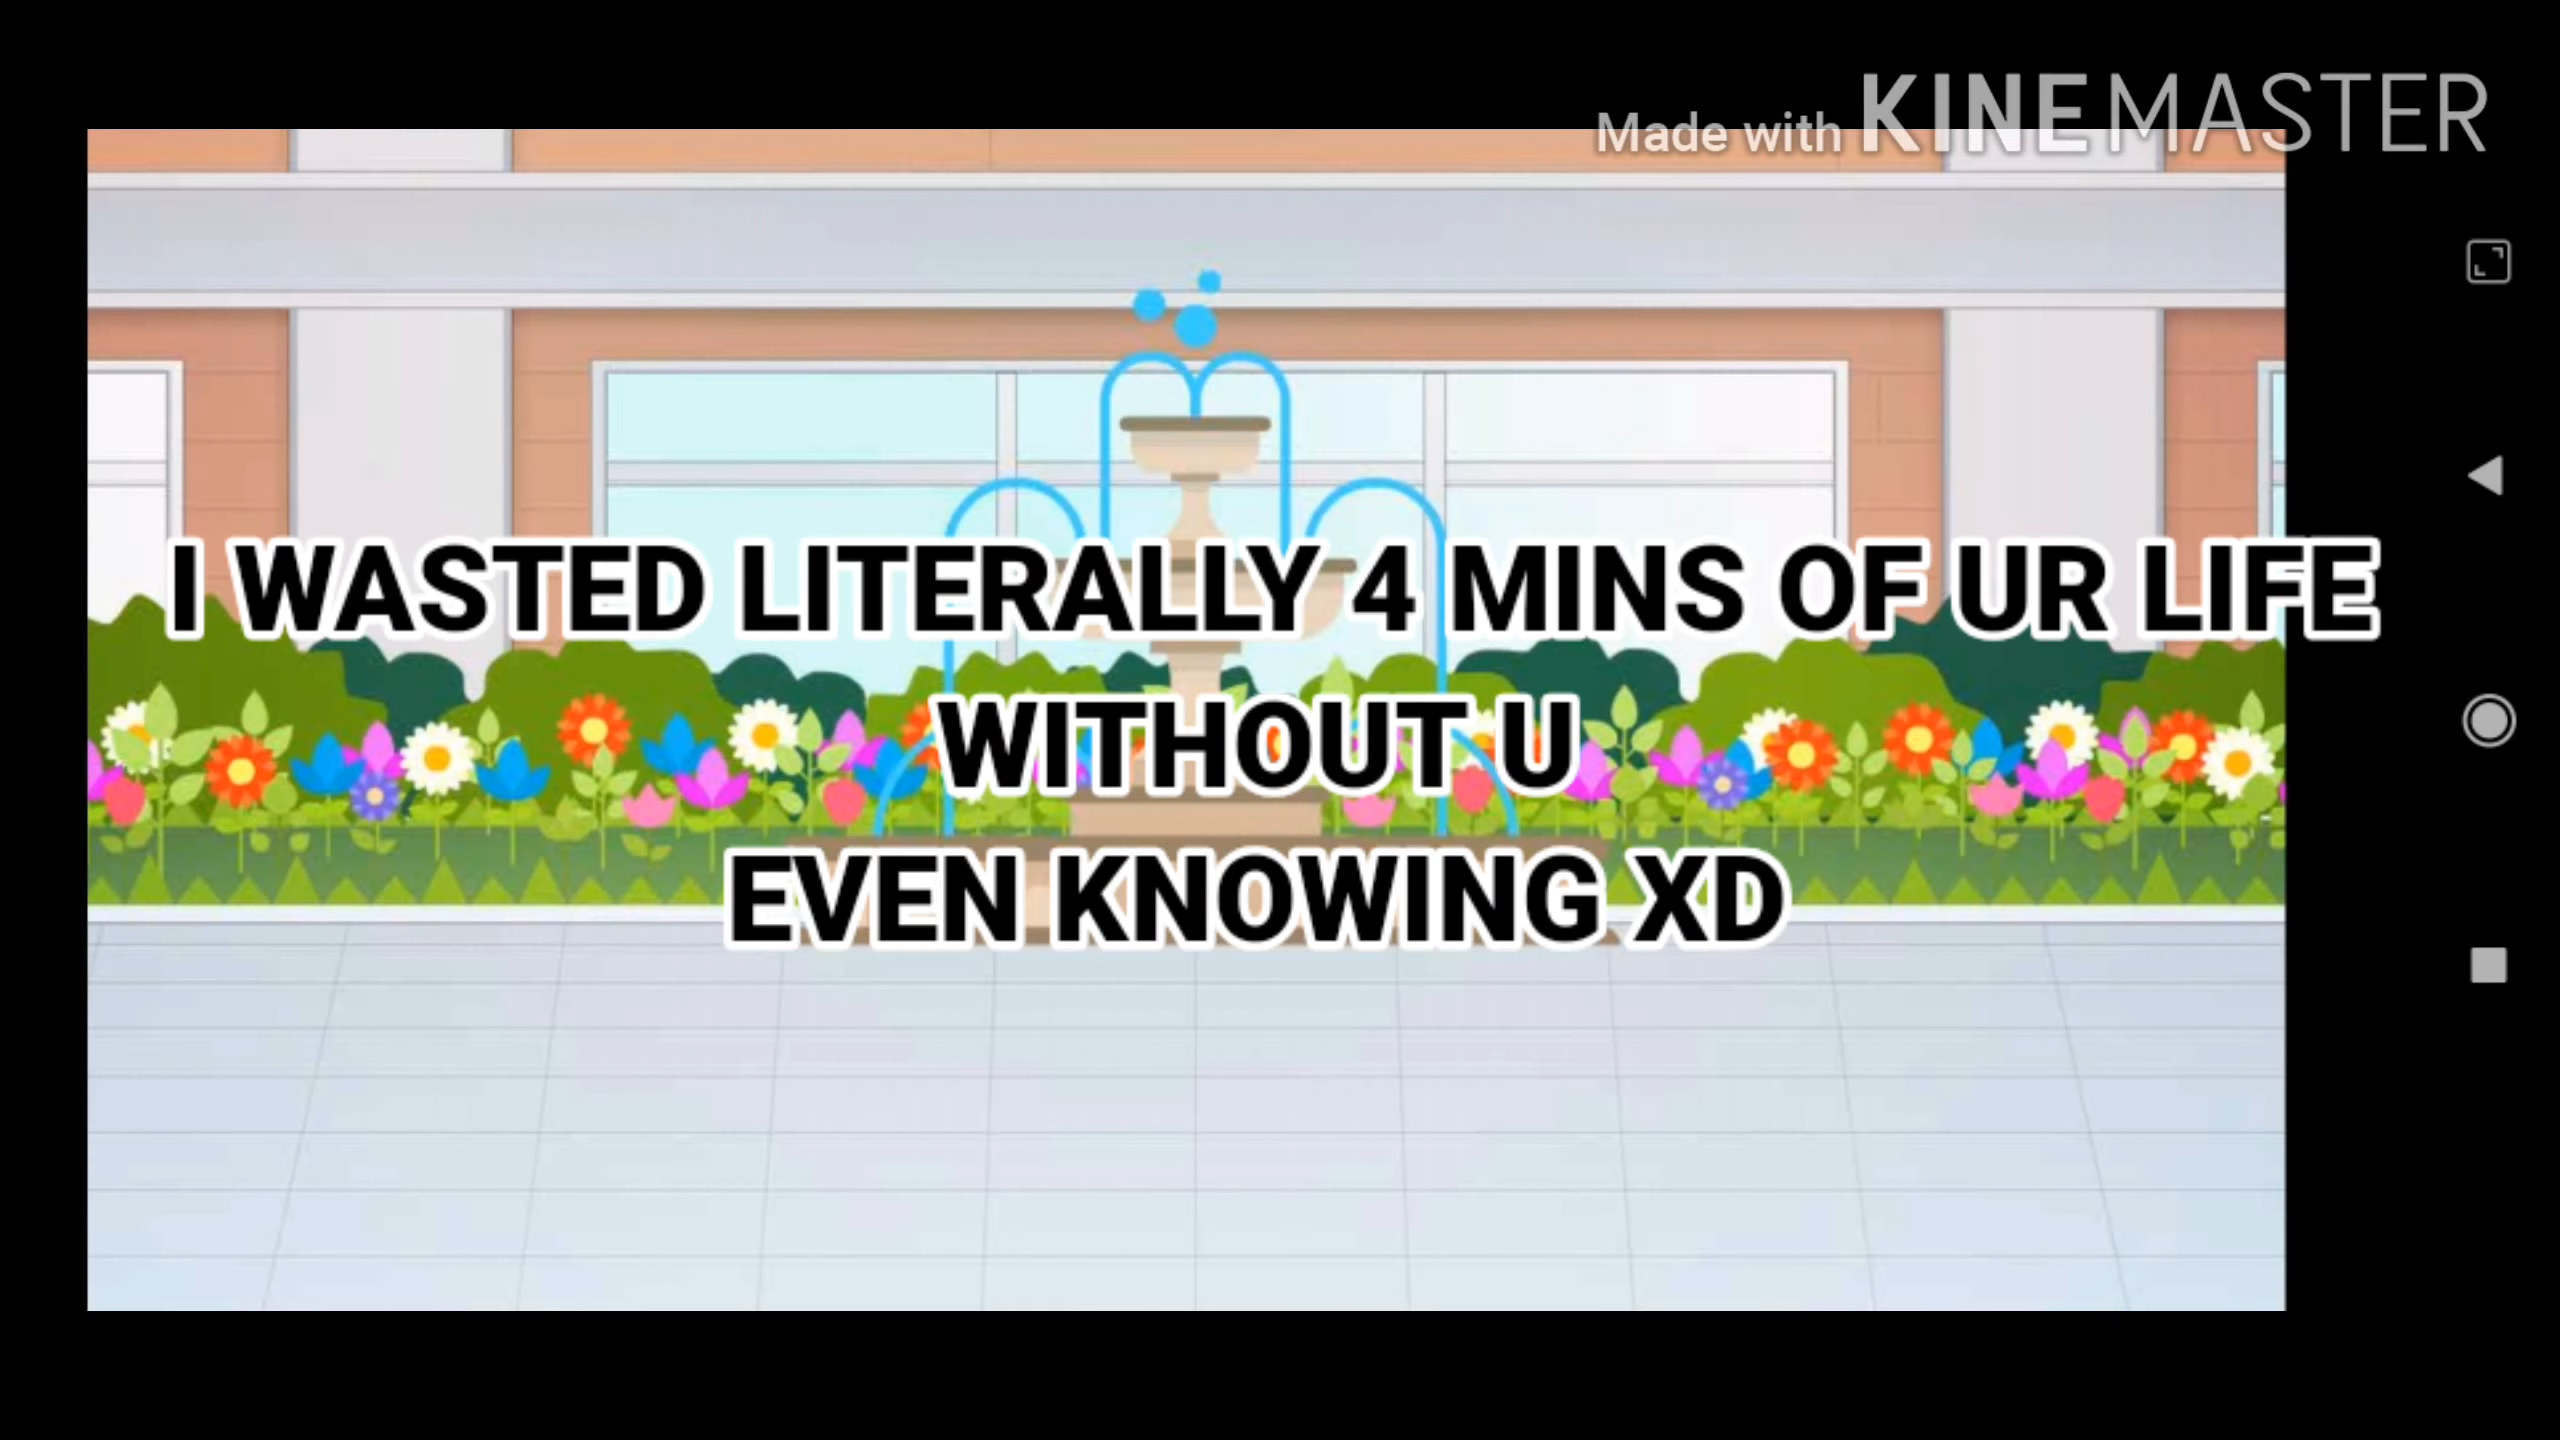 Made with KINEMASTER
I WASTED LITERALLY 4 MINS OF UR LIFE
WITHOUT U
EVEN KNOWING XD